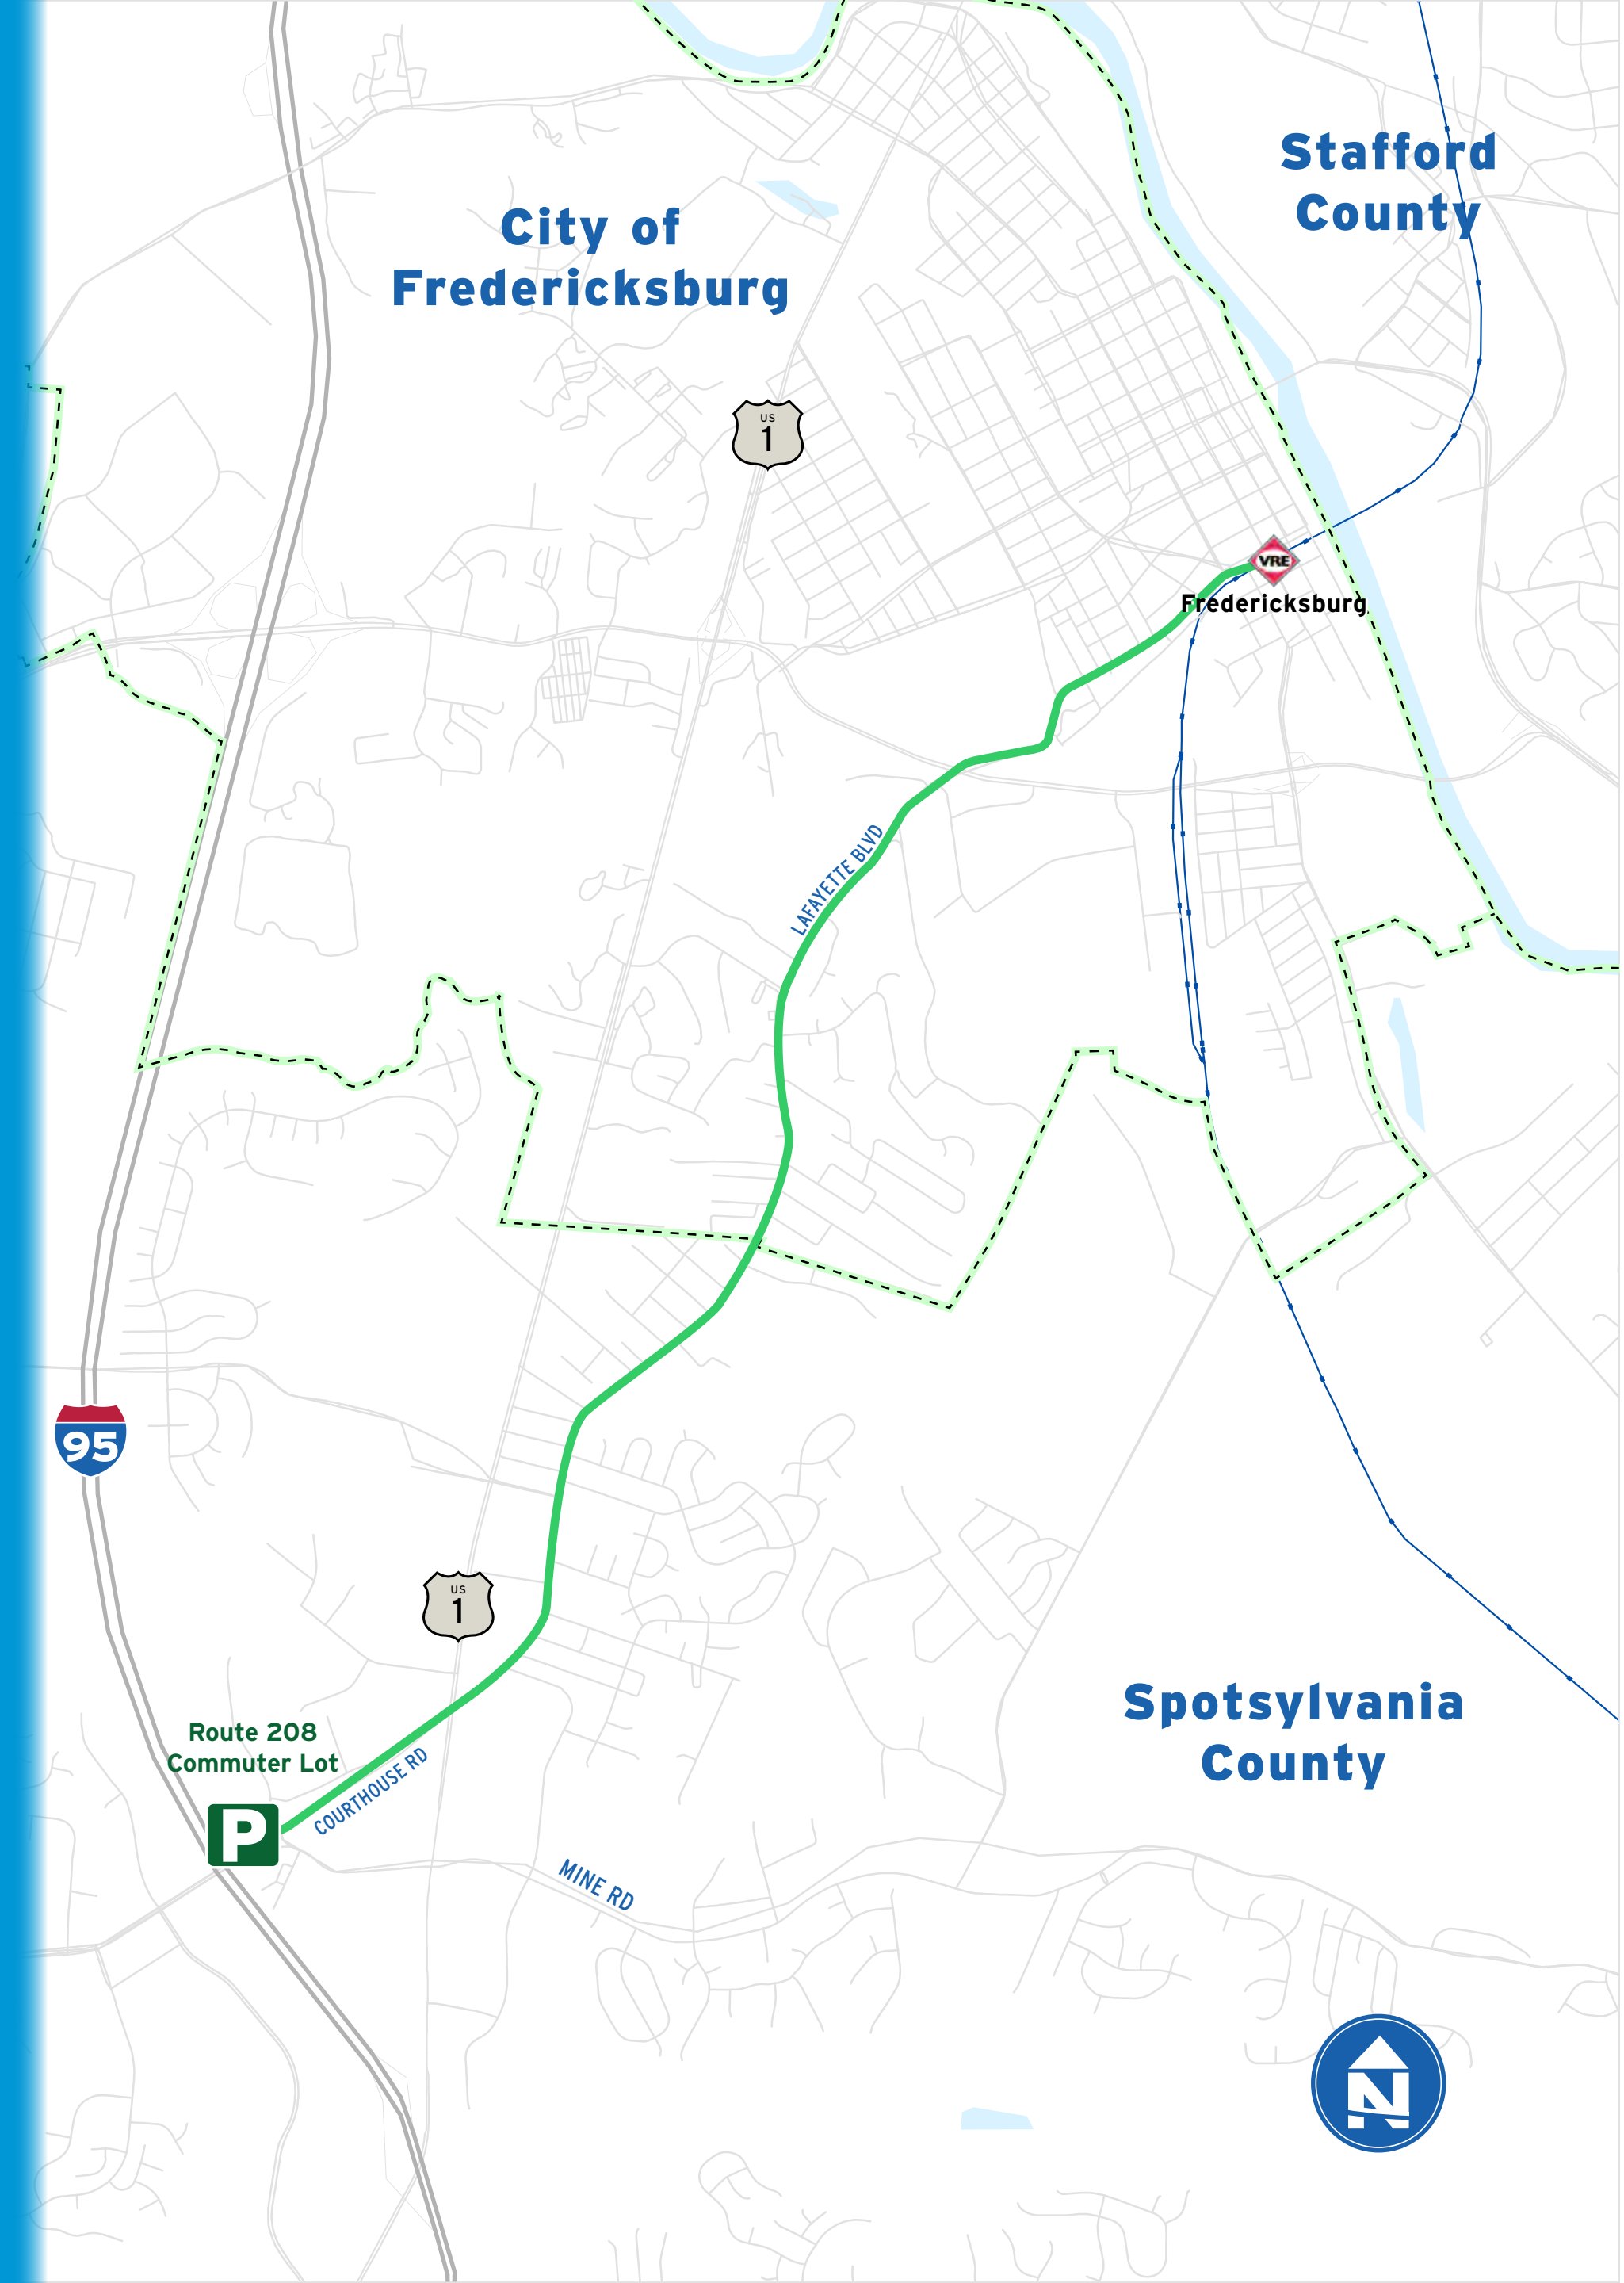 Stafford
County
City of
Fredericksburg
US
1
VRE
Fredericksburg
LAFAYETTE BLVD
95
US
1
Spotsylvania
County
Route 208
Commuter Lot
P
COURTHOUSE RD
MINE RD
N